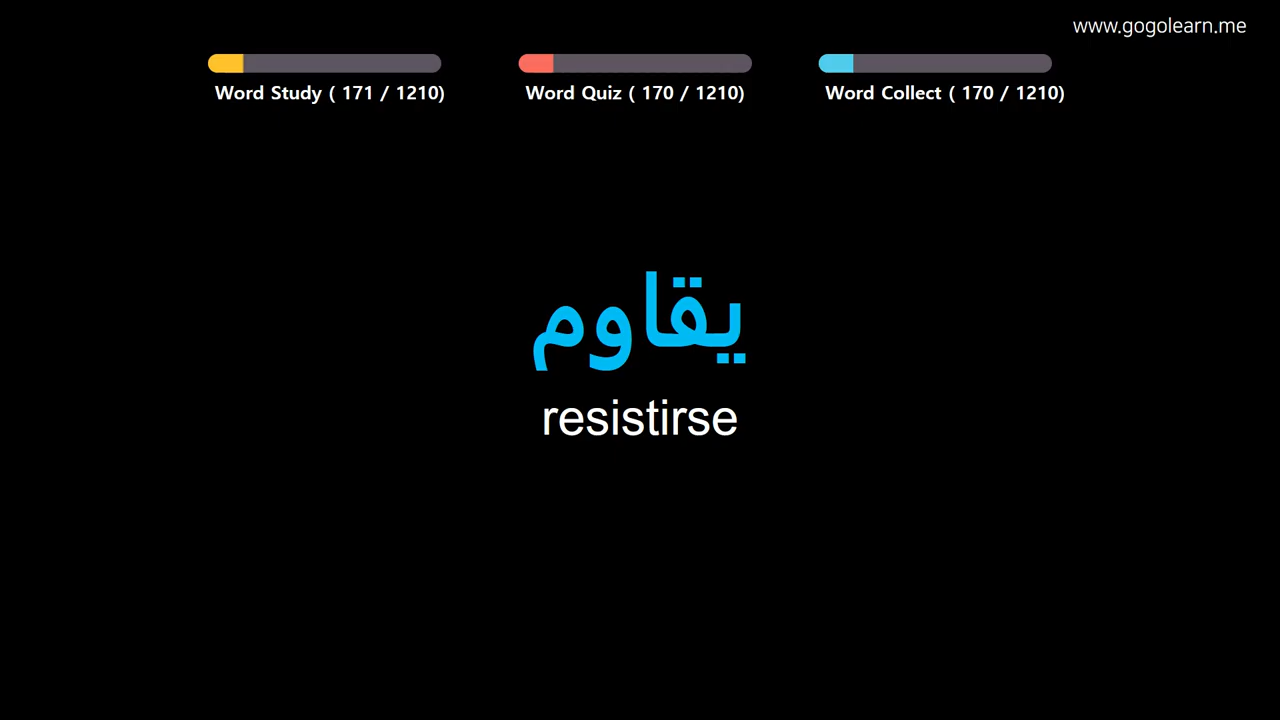 www.gogolearn.me
Word Study ( 171 / 1210)
Word Quiz ( 170 / 1210)
Word Collect ( 170 / 1210)
يقاوم
resistirse